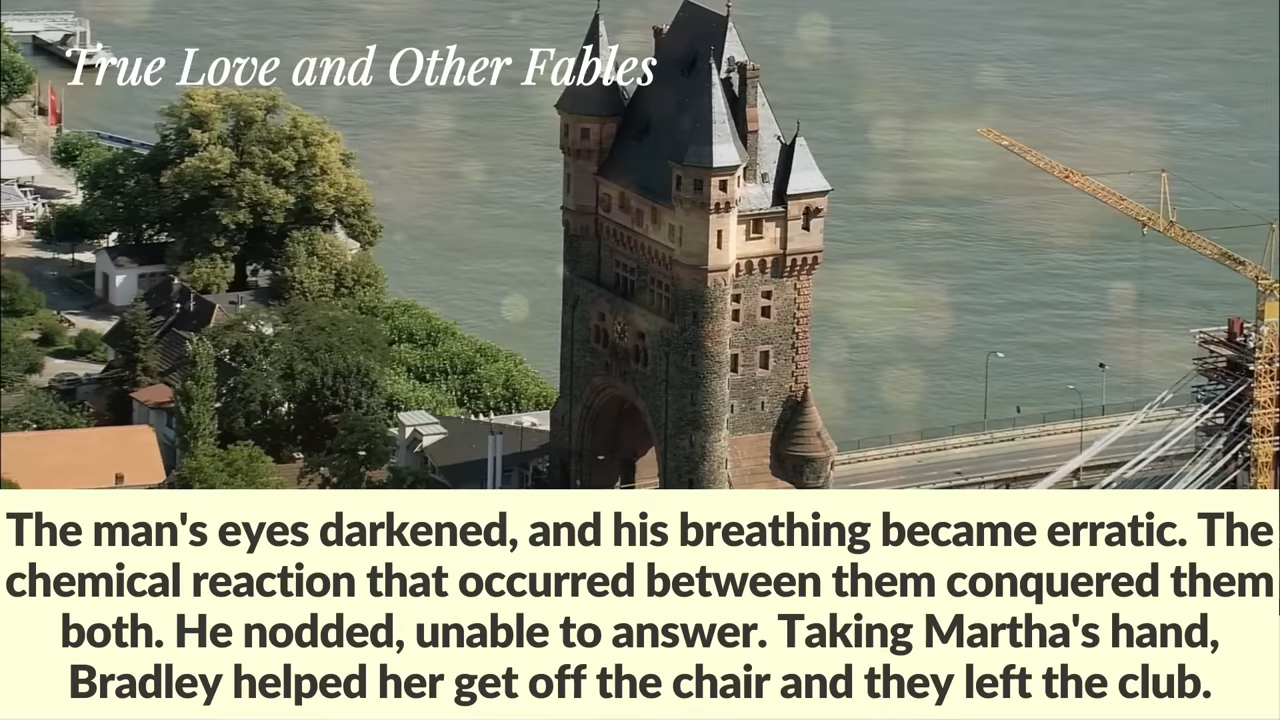 True Love and Other Fables
The man's eyes darkened, and his breathing became erratic. The
chemical reaction that occurred between them conquered them
both. He nodded, unable to answer. Taking Martha's hand,
Bradley helped her get off the chair and they left the club.